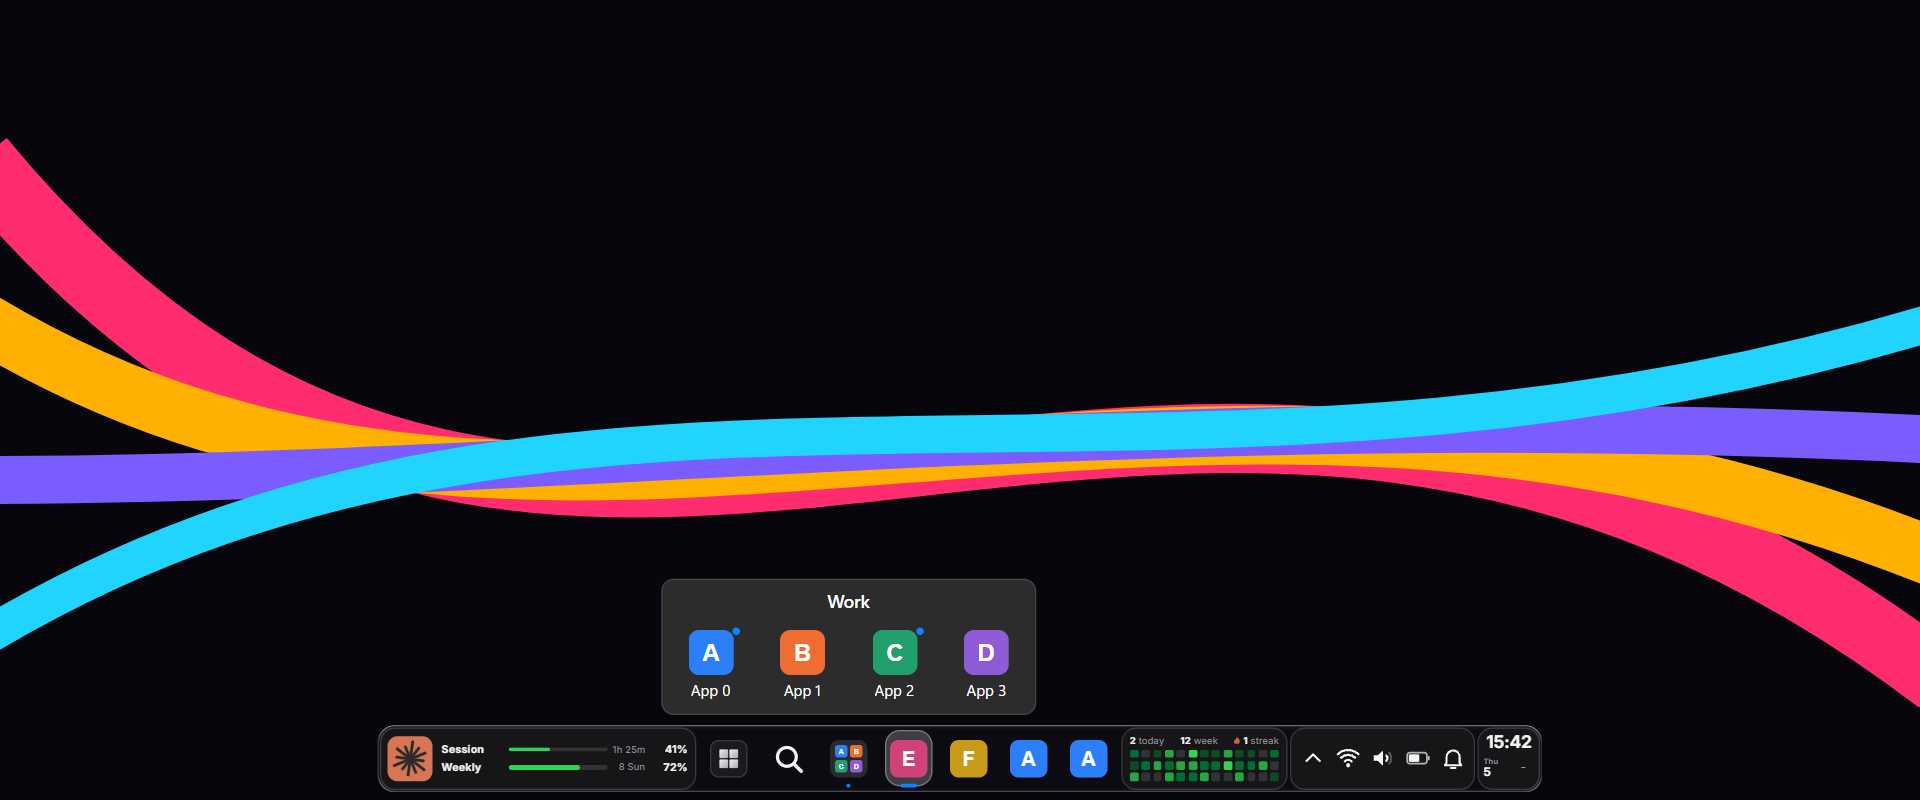 Work
A
B
C
D
App 0
App 1
App 2
App 3
Session
1h 25m
41%
Weekly
8 Sun
72%
A
B
C
D
E
F
A
A
2 today
12 week
1 streak
15:42
Thu
5
–